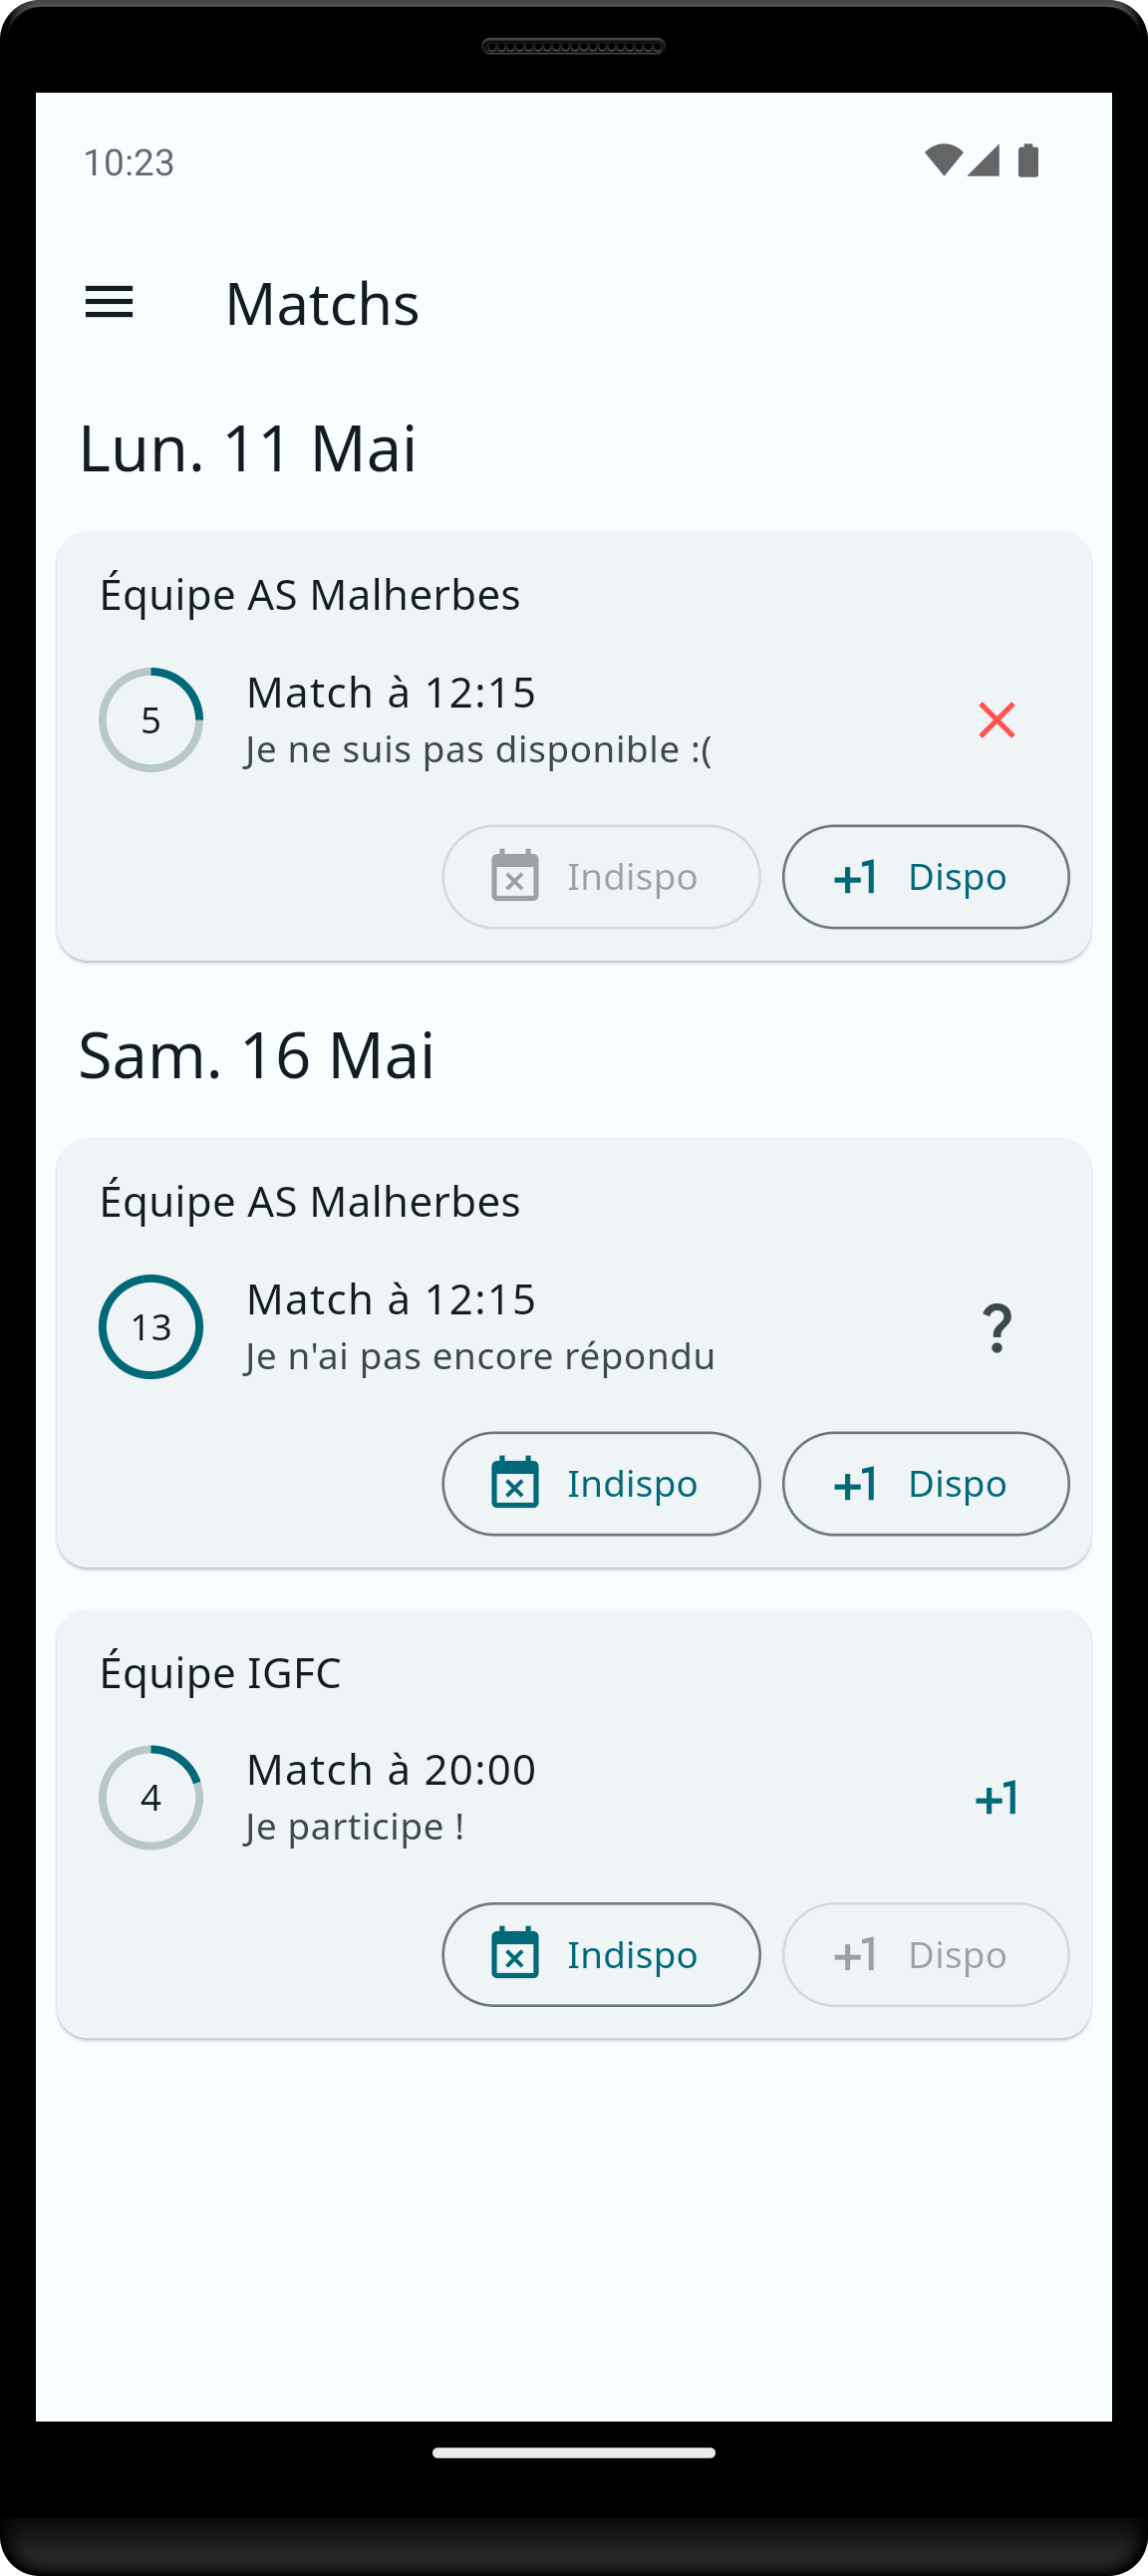 10:23
Matchs
Lun. 11 Mai
Équipe AS Malherbes
5
Match à 12:15
Je ne suis pas disponible :(
Indispo
+1 Dispo
Sam. 16 Mai
Équipe AS Malherbes
13
Match à 12:15
Je n'ai pas encore répondu
?
Indispo
+1 Dispo
Équipe IGFC
4
Match à 20:00
Je participe !
+1
Indispo
+1 Dispo